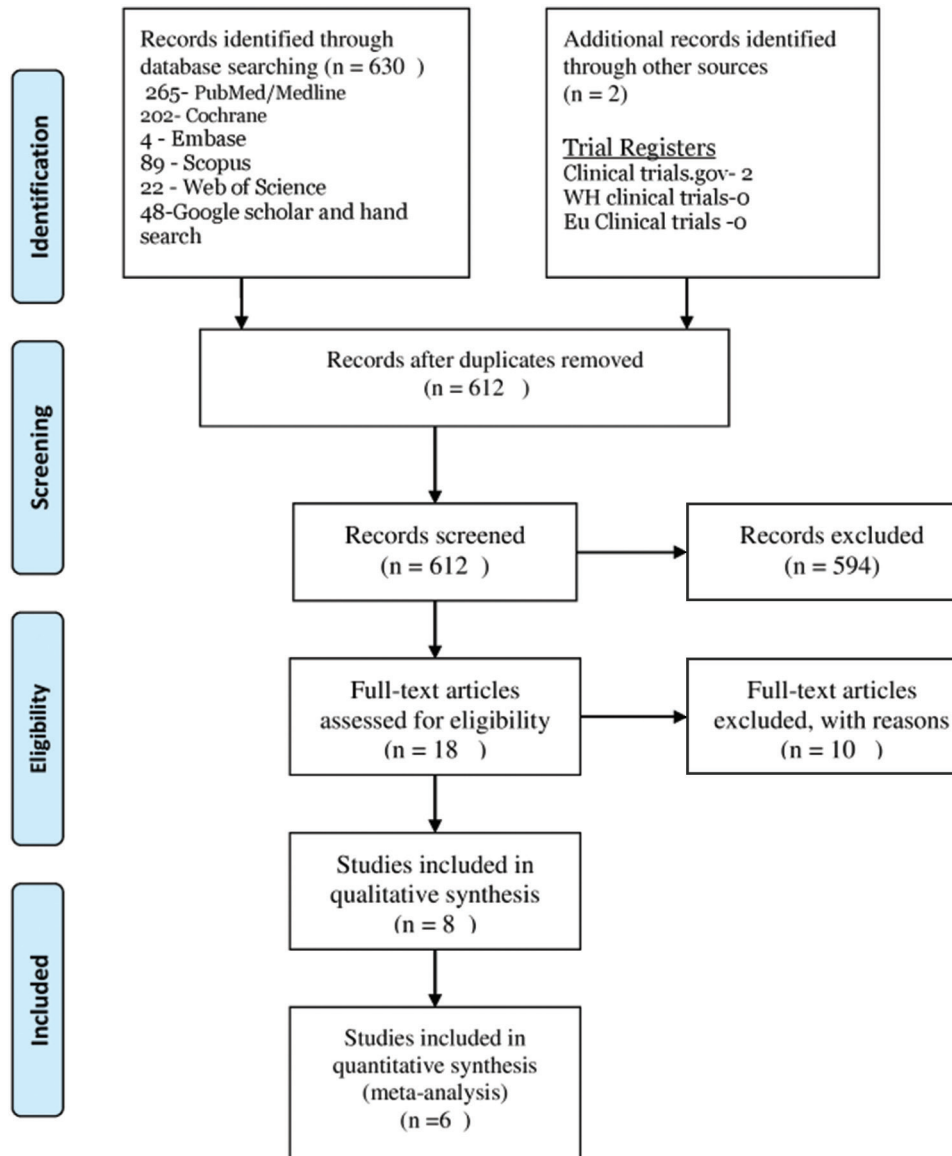 Records identified through
database searching (n = 630   )
265- PubMed/Medline
202- Cochrane
4 - Embase
89 - Scopus
22 - Web of Science
48-Google scholar and hand
search
Additional records identified
through other sources
(n = 2)
Trial Registers
Clinical trials.gov- 2
WH clinical trials-0
Eu Clinical trials -0
Identification
Records after duplicates removed
(n = 612   )
Screening
Records screened
(n = 612   )
Records excluded
(n = 594)
Eligibility
Full-text articles
assessed for eligibility
(n = 18   )
Full-text articles
excluded, with reasons
(n = 10   )
Studies included in
qualitative synthesis
(n = 8   )
Included
Studies included in
quantitative synthesis
(meta-analysis)
(n =6   )